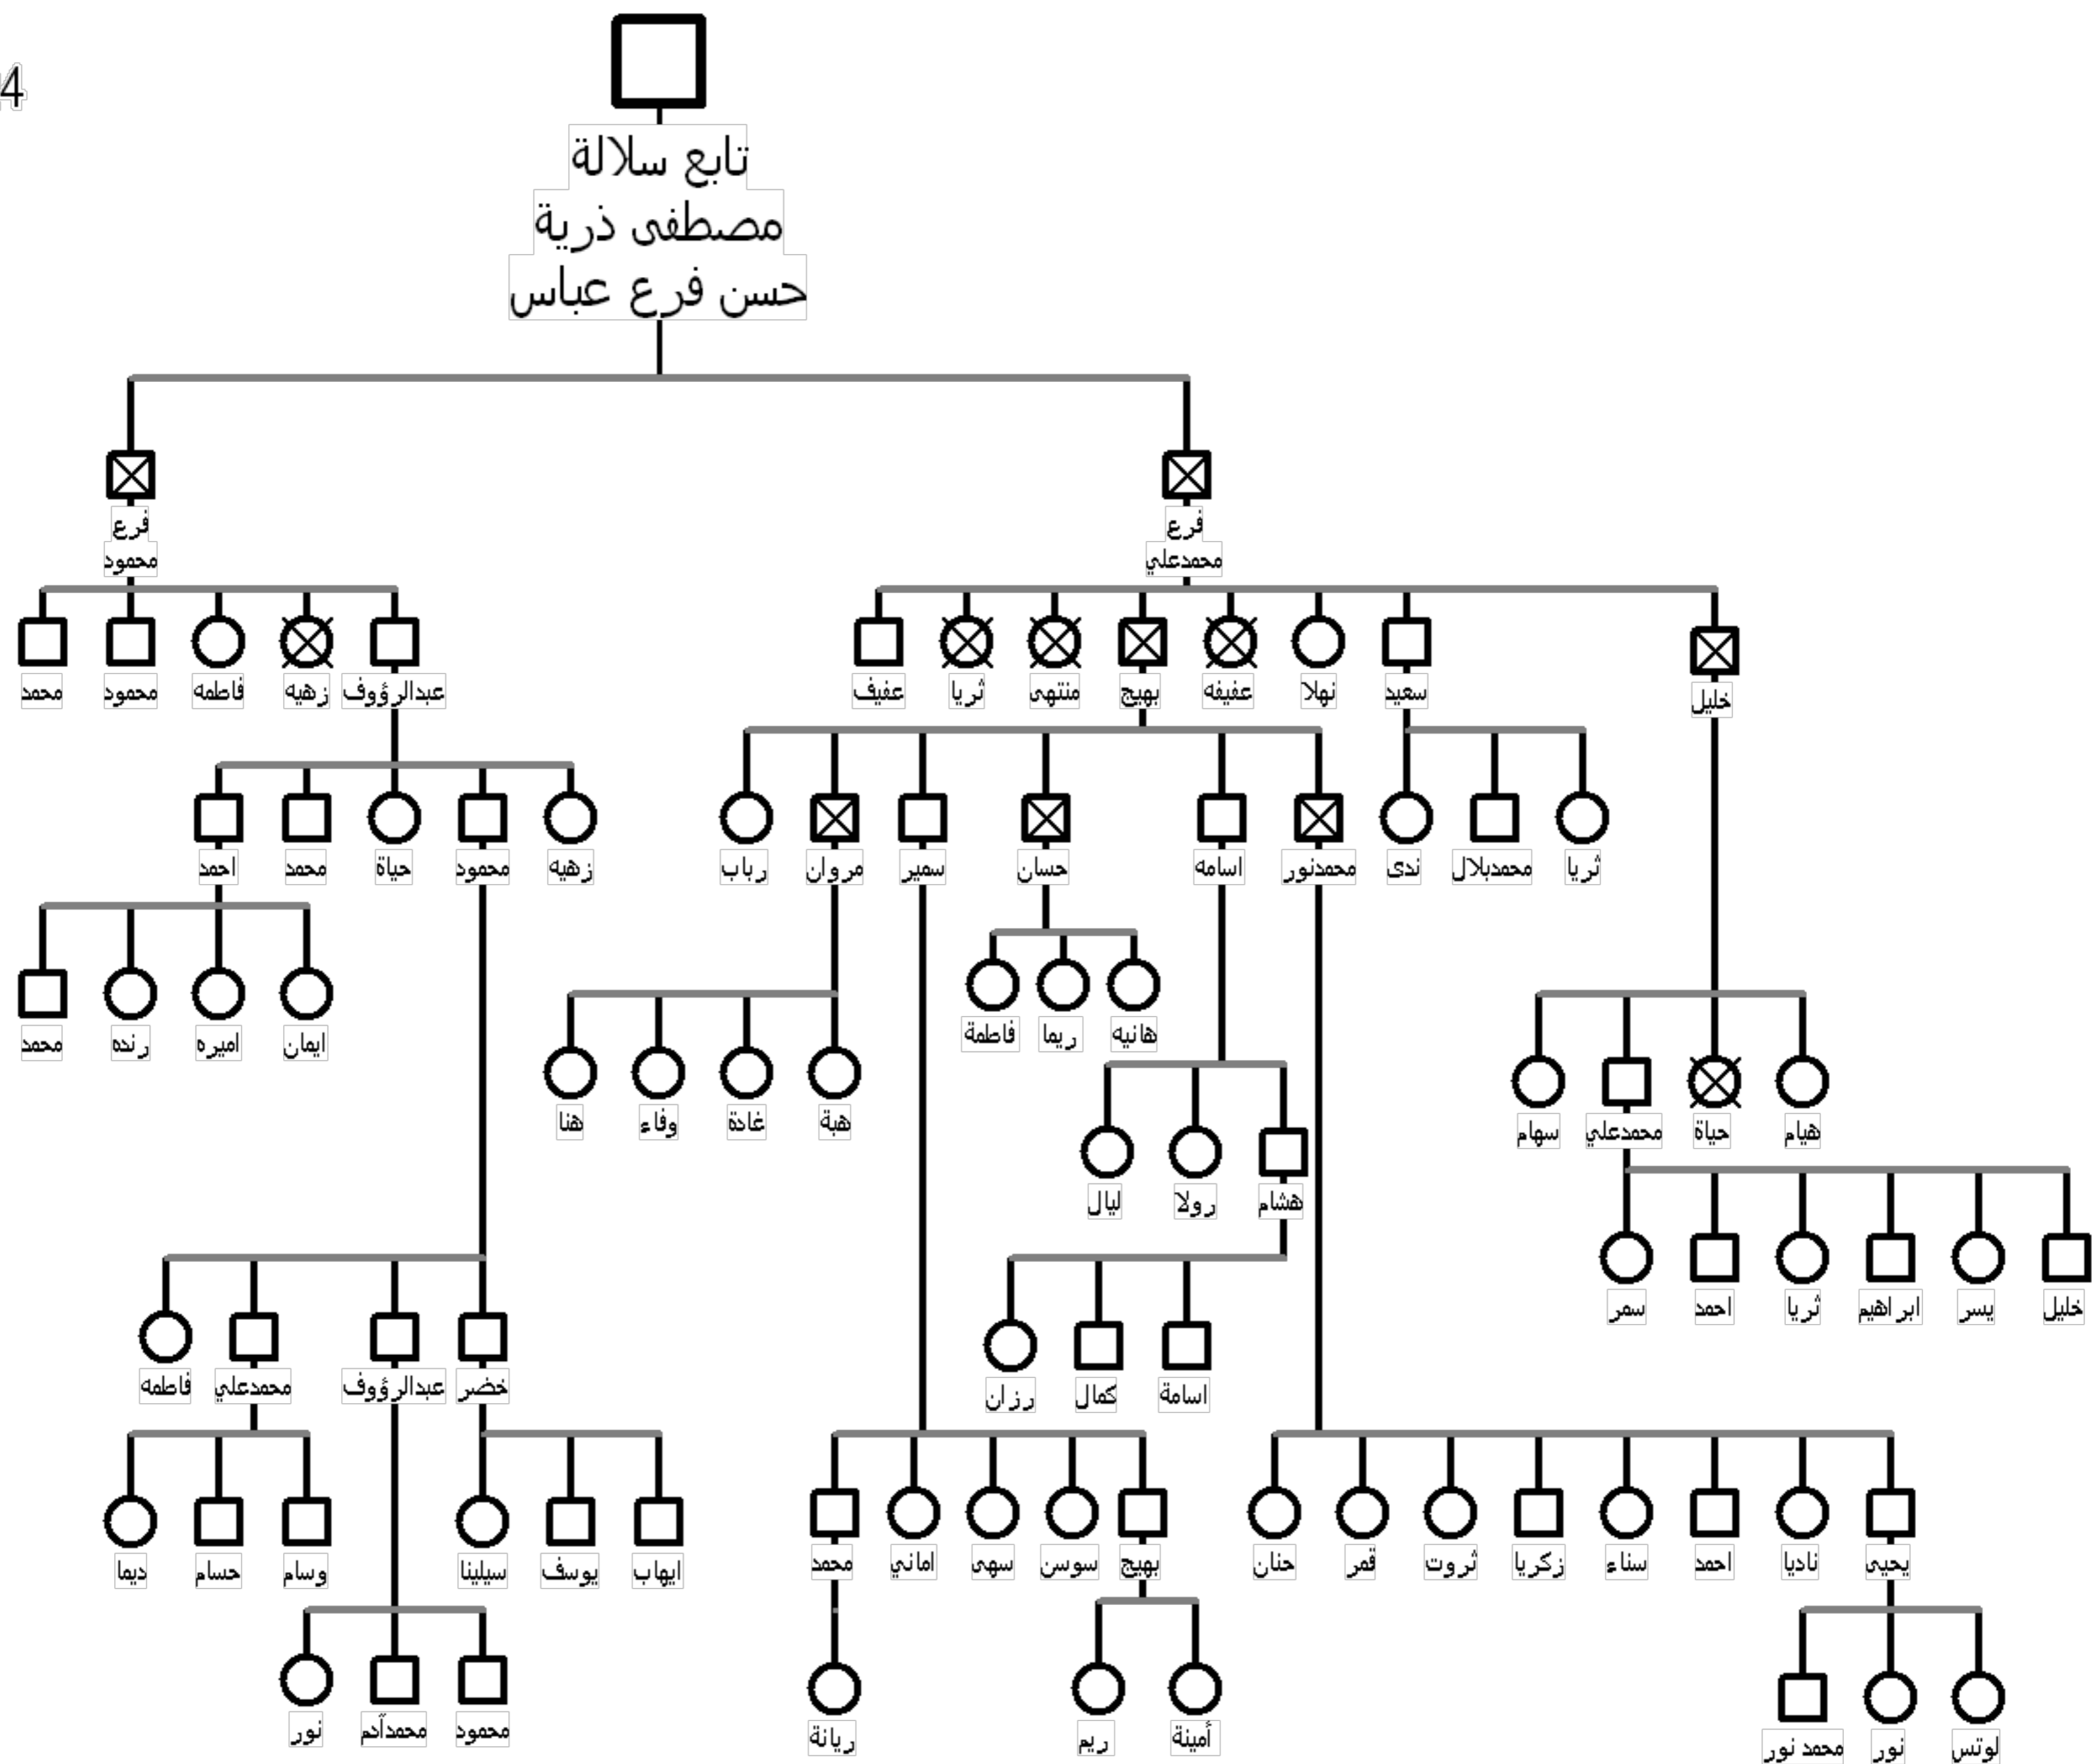 4
تابع سلالة
مصطفى ذرية
حسن فرع عباس
فرع
محمدعلي
فرع
محمود
خليل
سعيد
نهلا
عفيفه
بهيج
منتهى
ثريا
عفيف
عبدالرؤوف
زهيه
فاطمه
محمود
محمد
ثريا
محمدبلال
ندى
محمدنور
اسامه
حسان
سمير
مروان
رباب
زهيه
محمود
حياة
محمد
احمد
هانيه
ريما
فاطمة
ايمان
اميره
رنده
محمد
هيام
حياة
محمدعلي
سهام
هبة
غادة
وفاء
هنا
هشام
رولا
ليال
خليل
يسر
ابراهيم
ثريا
احمد
سمر
اسامة
كمال
رزان
خضر
عبدالرؤوف
محمدعلي
فاطمه
يحيى
ناديا
احمد
سناء
زكريا
ثروت
قمر
حنان
بهيج
سوسن
سهى
اماني
محمد
ايهاب
يوسف
سيلينا
وسام
حسام
ديما
لوتس
نور
محمد نور
أمينة
ريم
ريانة
محمود
محمدآدم
نور